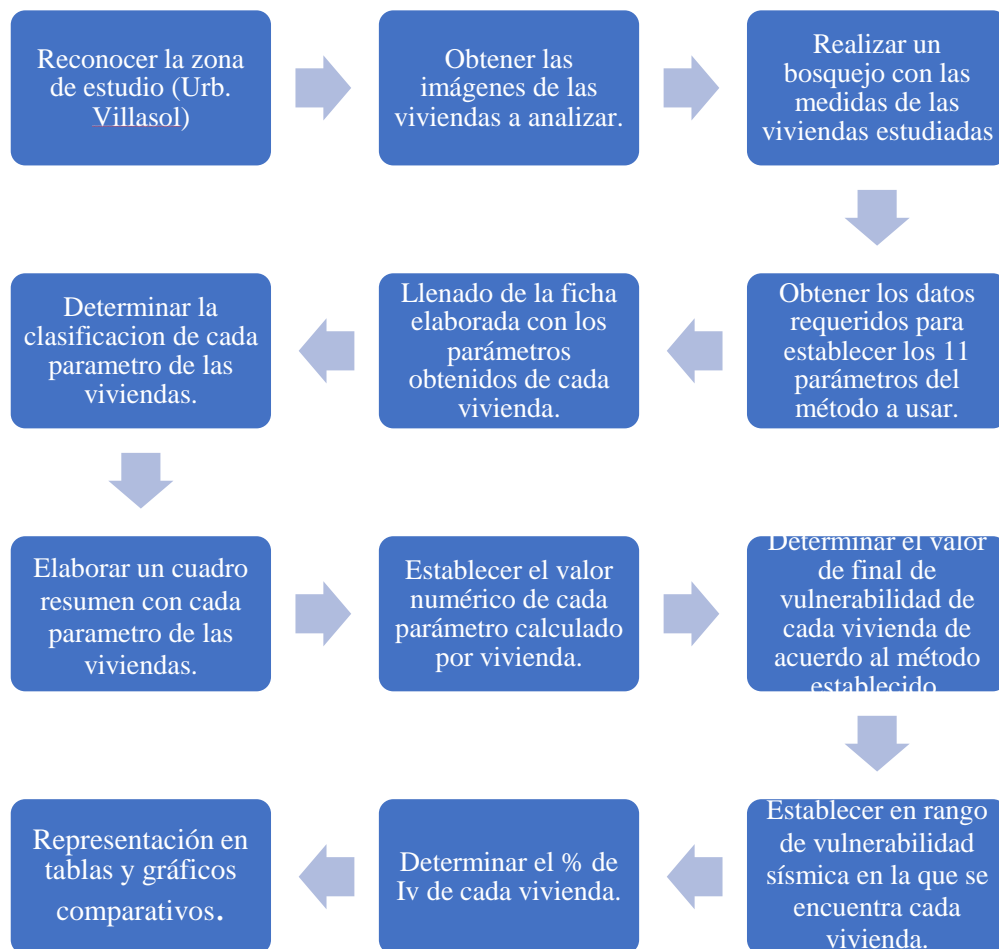 Reconocer la zona
de estudio (Urb.
Villasol)
Obtener las
imágenes de las
viviendas a analizar.
Realizar un
bosquejo con las
medidas de las
viviendas estudiadas
Obtener los datos
requeridos para
establecer los 11
parámetros del
método a usar.
Llenado de la ficha
elaborada con los
parámetros
obtenidos de cada
vivienda.
Determinar la
clasificacion de cada
parametro de las
viviendas.
Elaborar un cuadro
resumen con cada
parametro de las
viviendas.
Establecer el valor
numérico de cada
parámetro calculado
por vivienda.
Determinar el valor
de final de
vulnerabilidad de
cada vivienda de
acuerdo al método
establecido.
Establecer en rango
de vulnerabilidad
sísmica en la que se
encuentra cada
vivienda.
Determinar el % de
Iv de cada vivienda.
Representación en
tablas y gráficos
comparativos.